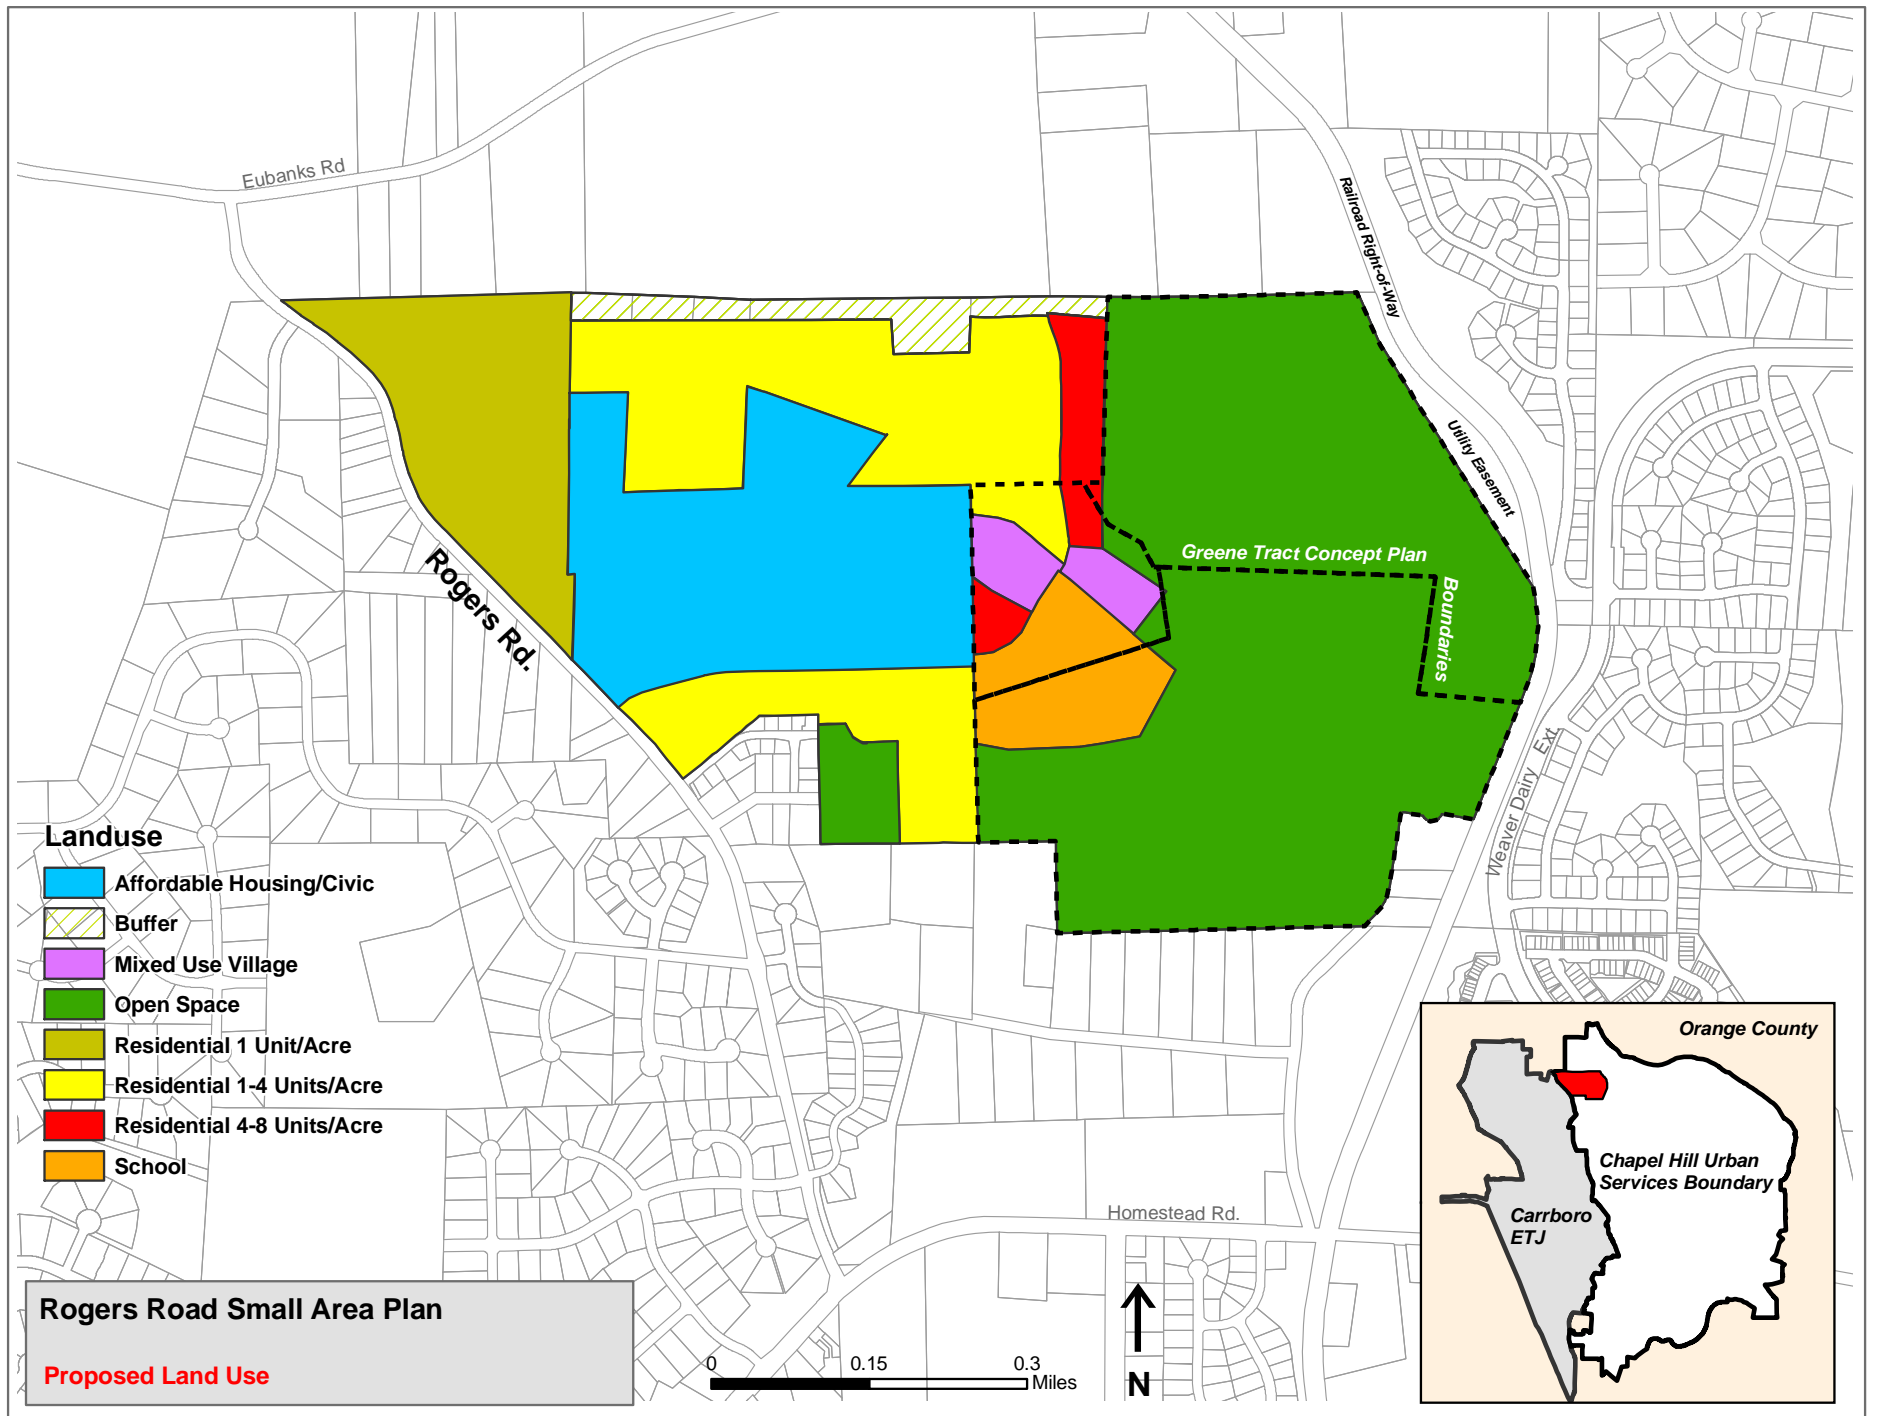 Eubanks Rd
Railroad Right-of-Way
Utility Easement
Greene Tract Concept Plan
Boundaries
Rogers Rd.
Weaver Dairy Ext.
Homestead Rd.
Landuse
Affordable Housing/Civic
Buffer
Mixed Use Village
Open Space
Residential 1 Unit/Acre
Residential 1-4 Units/Acre
Residential 4-8 Units/Acre
School
Orange County
Chapel Hill Urban
Services Boundary
Carrboro
ETJ
Rogers Road Small Area Plan
Proposed Land Use
0 0.15 0.3
Miles
N